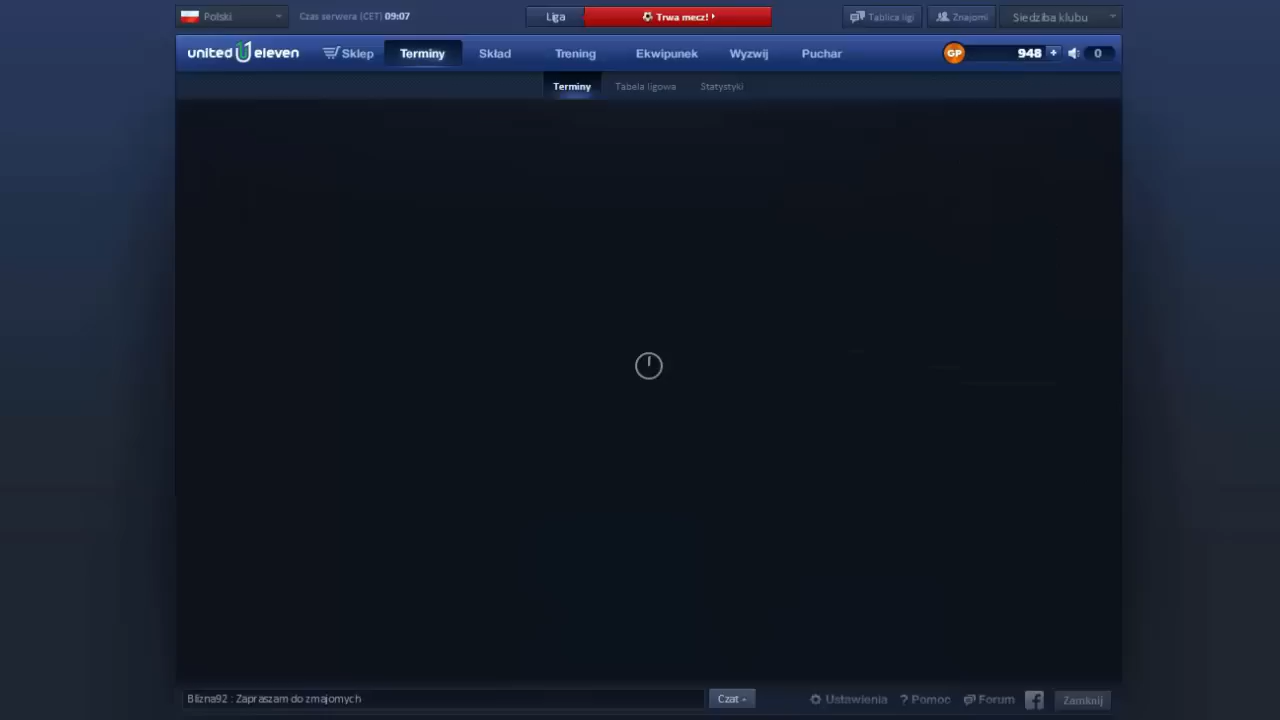 Polski
Czas serwera (CET) 09:07
Liga
Trwa mecz!
Tablica ligi
Znajomi
Siedziba klubu
united eleven
Sklep
Terminy
Skład
Trening
Ekwipunek
Wyzwij
Puchar
GP
948 +
0
Terminy
Tabela ligowa
Statystyki
Blizna92 : Zapraszam do zmajomych
Czat
Ustawienia
? Pomoc
Forum
Zamknij